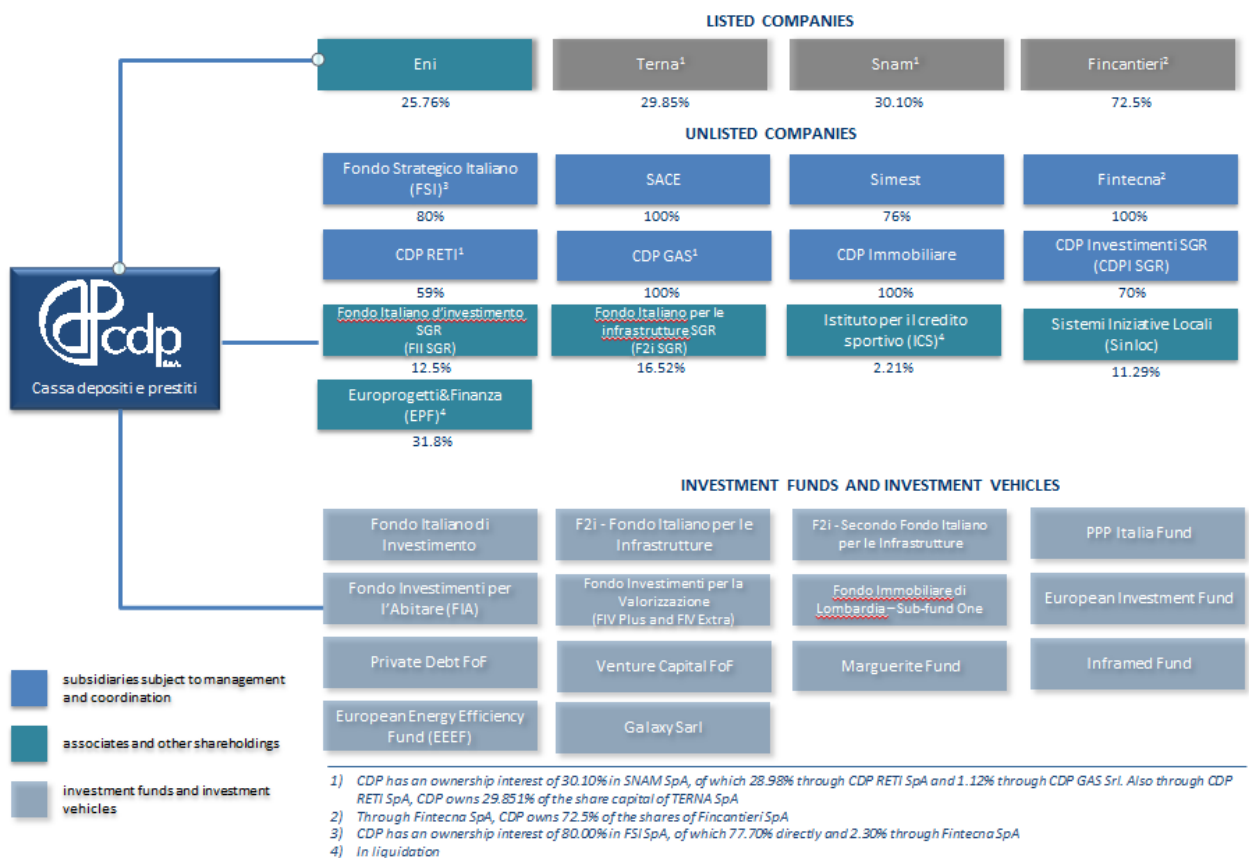 LISTED COMPANIES
Eni
Terna¹
Snam¹
Fincantieri²
25.76%
29.85%
30.10%
72.5%
UNLISTED COMPANIES
Fondo Strategico Italiano
(FSI)³
SACE
Simest
Fintecna²
80%
100%
76%
100%
CDP RETI¹
CDP GAS¹
CDP Immobiliare
CDP Investimenti SGR
(CDPI SGR)
59%
100%
100%
70%
Fondo Italiano d'investimento
SGR
(FII SGR)
Fondo Italiano per le
infrastrutture SGR
(F2i SGR)
Istituto per il credito
sportivo (ICS)⁴
Sistemi Iniziative Locali
(Sinloc)
12.5%
16.52%
2.21%
11.29%
Europrogetti&Finanza
(EPF)⁴
31.8%
cdp
Cassa depositi e prestiti
INVESTMENT FUNDS AND INVESTMENT VEHICLES
Fondo Italiano di
Investimento
F2i - Fondo Italiano per le
Infrastrutture
F2i - Secondo Fondo Italiano
per le Infrastrutture
PPP Italia Fund
Fondo Investimenti per
l'Abitare (FIA)
Fondo Investimenti per la
Valorizzazione
(FIV Plus and FIV Extra)
Fondo Immobiliare di
Lombardia – Sub-fund One
European Investment Fund
Private Debt FoF
Venture Capital FoF
Marguerite Fund
Inframed Fund
European Energy Efficiency
Fund (EEEF)
Galaxy Sarl
subsidiaries subject to management
and coordination
associates and other shareholdings
investment funds and investment
vehicles
1) CDP has an ownership interest of 30.10% in SNAM SpA, of which 28.98% through CDP RETI SpA and 1.12% through CDP GAS Srl. Also through CDP
RETI SpA, CDP owns 29.851% of the share capital of TERNA SpA
2) Through Fintecna SpA, CDP owns 72.5% of the shares of Fincantieri SpA
3) CDP has an ownership interest of 80.00% in FSI SpA, of which 77.70% directly and 2.30% through Fintecna SpA
4) In liquidation